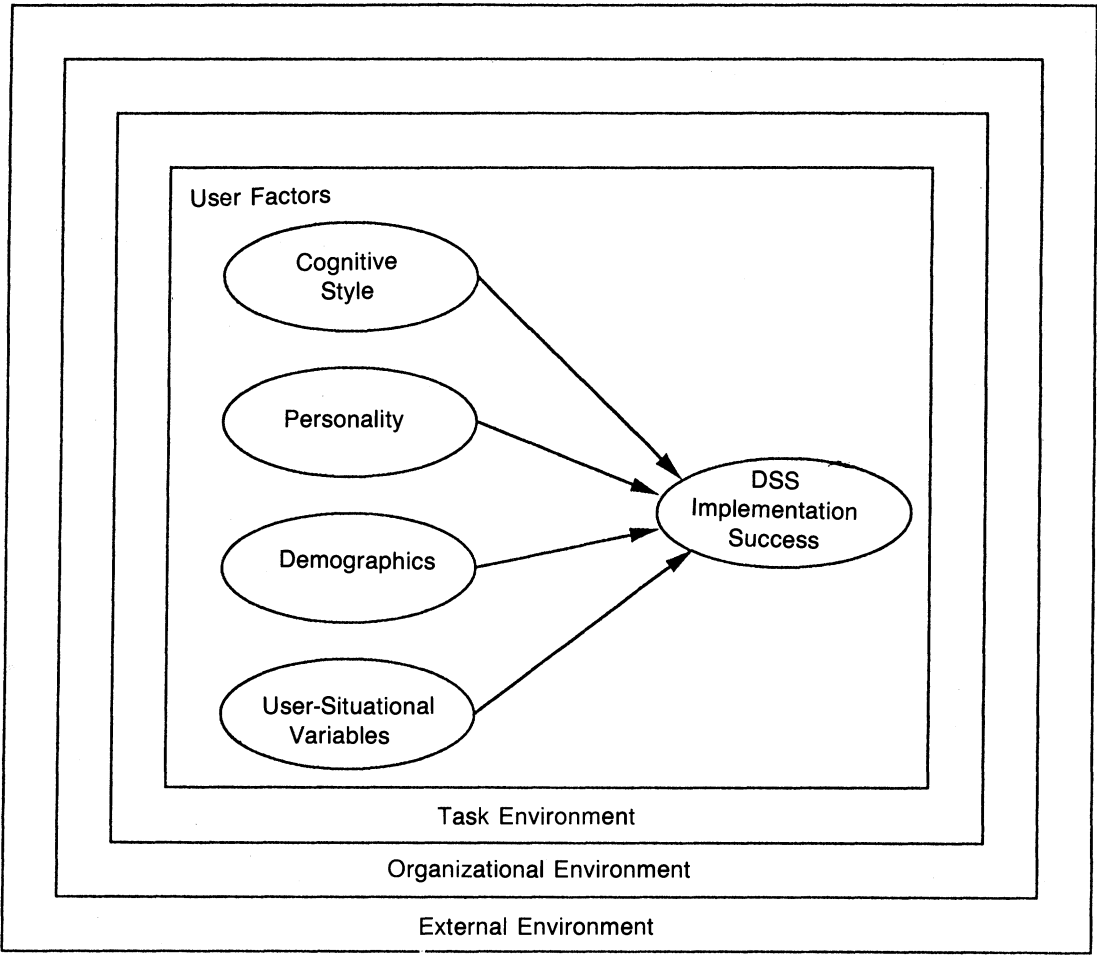 User Factors
Cognitive
Style
Personality
Demographics
User-Situational
Variables
DSS
Implementation
Success
Task Environment
Organizational Environment
External Environment